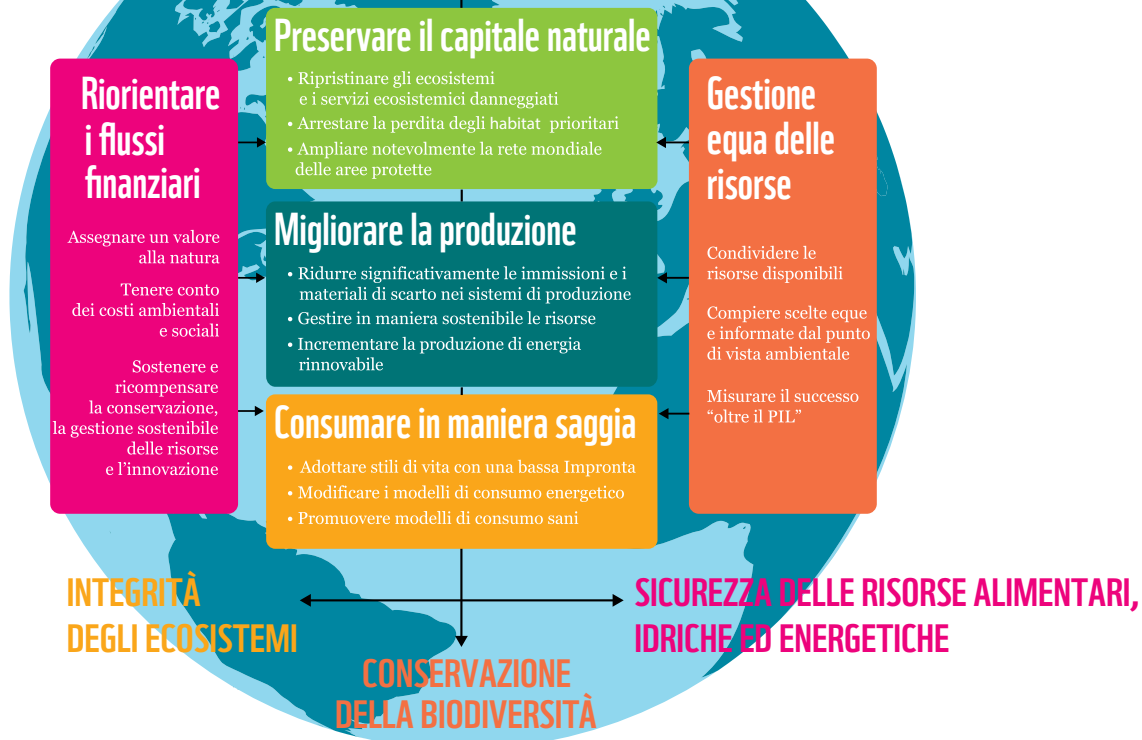 Preservare il capitale naturale
• Ripristinare gli ecosistemi
e i servizi ecosistemici danneggiati
• Arrestare la perdita degli habitat prioritari
• Ampliare notevolmente la rete mondiale
delle aree protette
Riorientare
i flussi
finanziari
Assegnare un valore
alla natura
Tenere conto
dei costi ambientali
e sociali
Sostenere e
ricompensare
la conservazione,
la gestione sostenibile
delle risorse
e l’innovazione
Migliorare la produzione
• Ridurre significativamente le immissioni e i
materiali di scarto nei sistemi di produzione
• Gestire in maniera sostenibile le risorse
• Incrementare la produzione di energia
rinnovabile
Consumare in maniera saggia
• Adottare stili di vita con una bassa Impronta
• Modificare i modelli di consumo energetico
• Promuovere modelli di consumo sani
Gestione
equa delle
risorse
Condividere le
risorse disponibili
Compiere scelte eque
e informate dal punto
di vista ambientale
Misurare il successo
“oltre il PIL”
INTEGRITÀ
DEGLI ECOSISTEMI
CONSERVAZIONE
DELLA BIODIVERSITÀ
SICUREZZA DELLE RISORSE ALIMENTARI,
IDRICHE ED ENERGETICHE